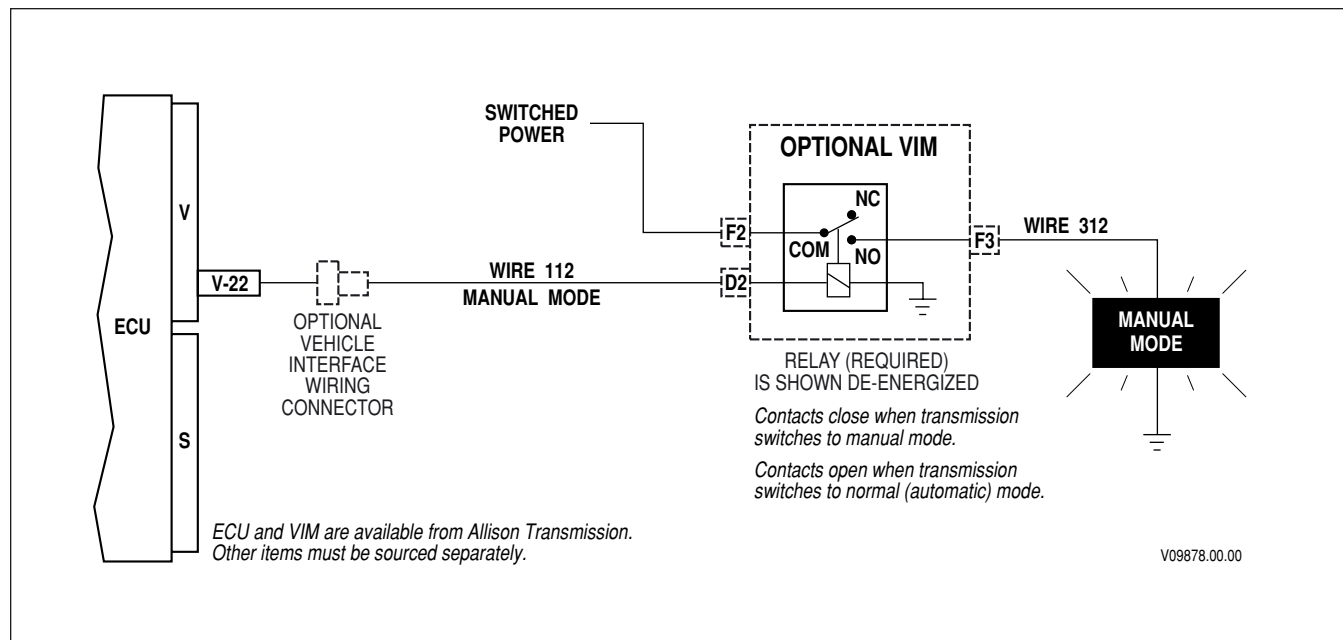 SWITCHED
POWER
OPTIONAL VIM
NC
COM
NO
F2
F3
WIRE 312
D2
V
V-22
WIRE 112
MANUAL MODE
ECU
OPTIONAL
VEHICLE
INTERFACE
WIRING
CONNECTOR
MANUAL
MODE
RELAY (REQUIRED)
IS SHOWN DE-ENERGIZED
Contacts close when transmission
switches to manual mode.
Contacts open when transmission
switches to normal (automatic) mode.
S
ECU and VIM are available from Allison Transmission.
Other items must be sourced separately.
V09878.00.00